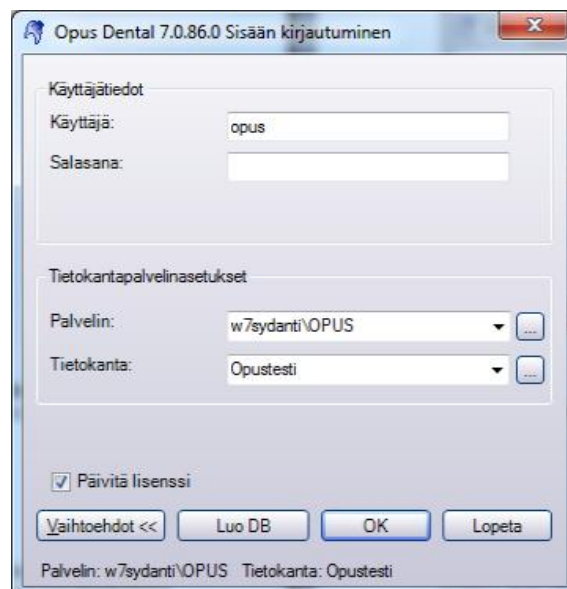 Opus Dental 7.0.86.0 Sisään kirjautuminen
Käyttäjätiedot
Käyttäjä: opus
Salasana:
Tietokantapalvelinasetukset
Palvelin: w7sydanti\OPUS ...
Tietokanta: Opustesti ...
Päivitä lisenssi
Vaihtoehdot << Luo DB OK Lopeta
Palvelin: w7sydanti\OPUS Tietokanta: Opustesti